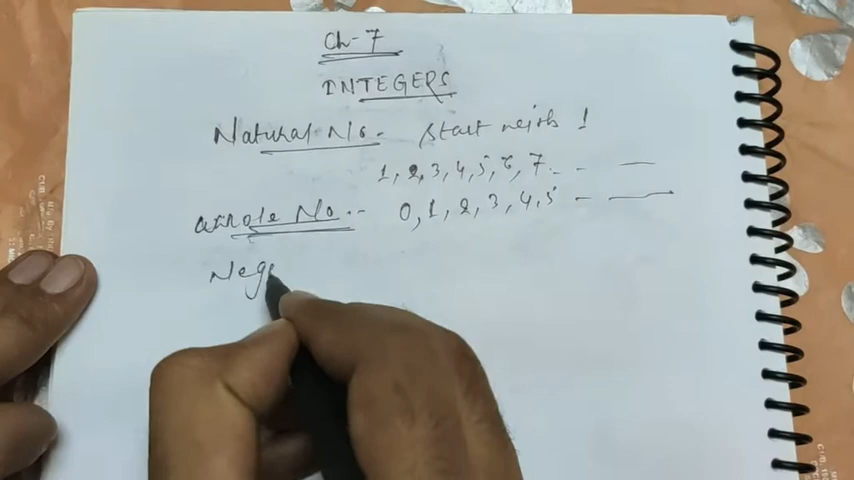 Ch-7
INTEGERS
Natural No. Start with 1
1, 2, 3, 4, 5, 6, 7..- —
Whole No.-- 0, 1, 2, 3, 4, 5 - —
Neg